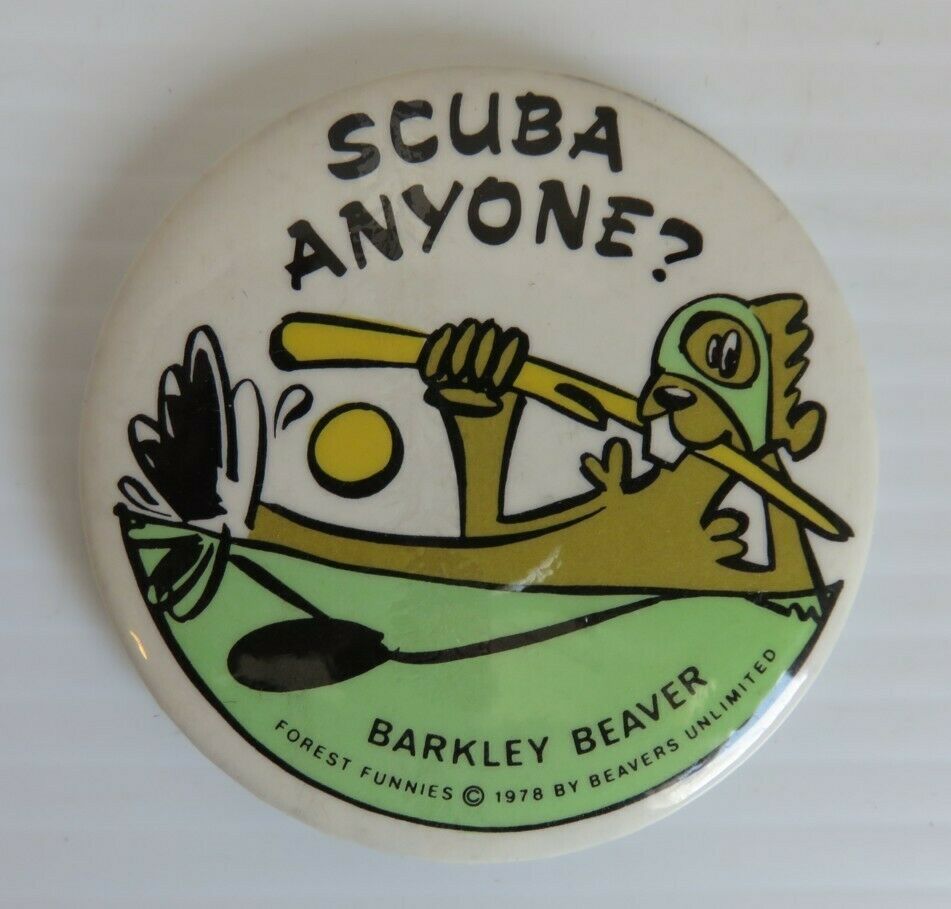 SCUBA
ANYONE?
BARKLEY BEAVER
FOREST FUNNIES © 1978 BY BEAVERS UNLIMITED